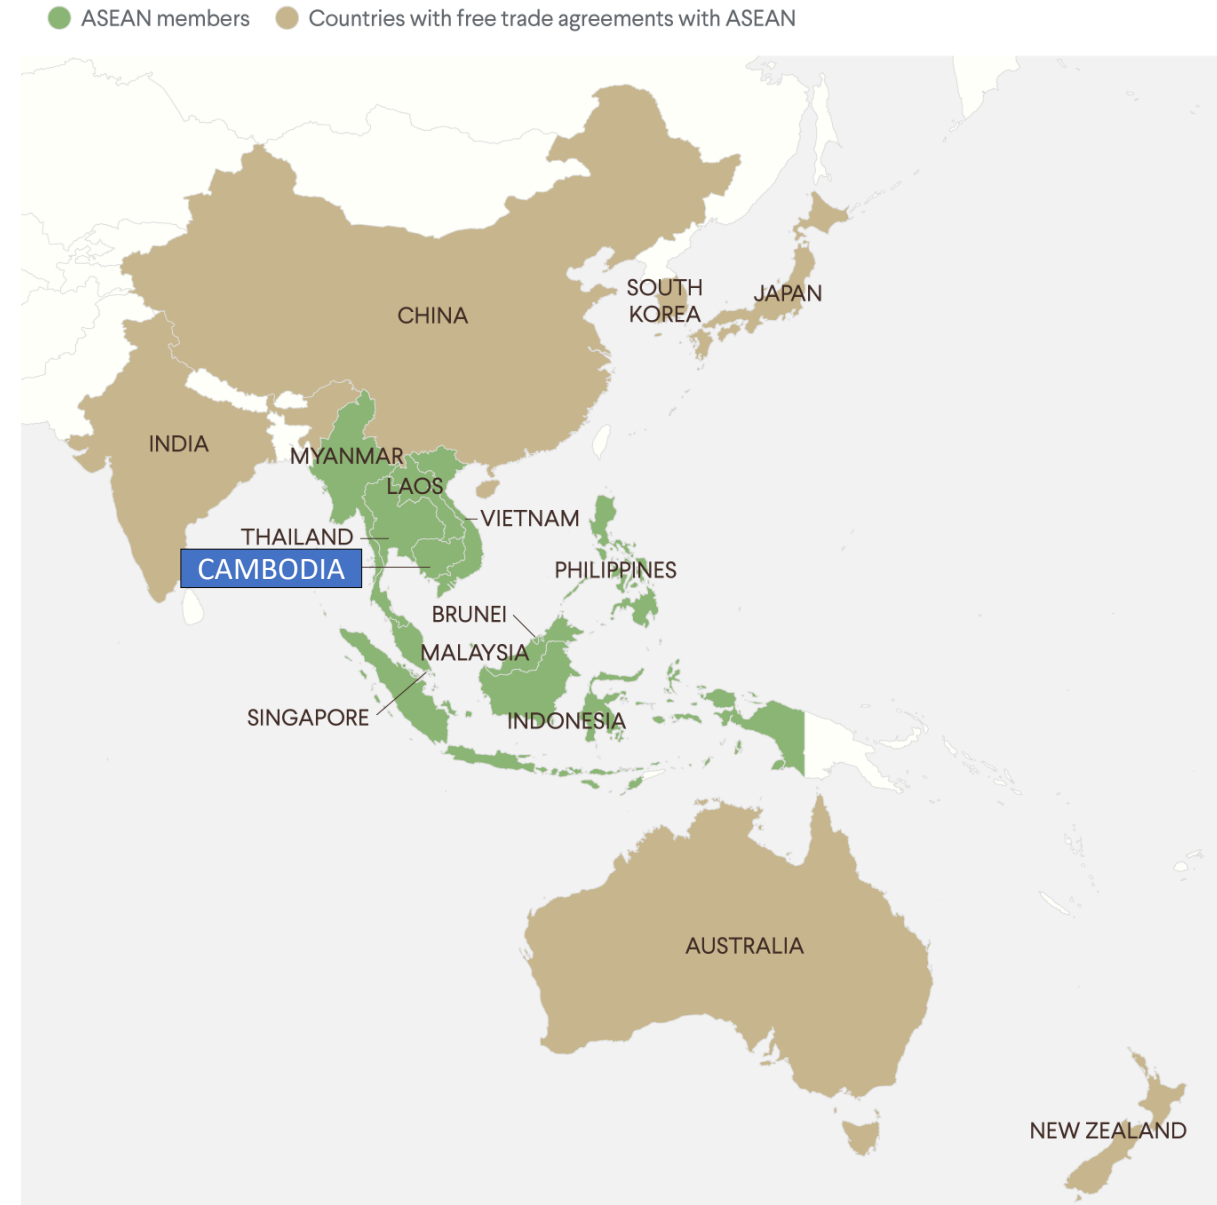 ASEAN members
Countries with free trade agreements with ASEAN
SOUTH
KOREA
JAPAN
CHINA
INDIA
MYANMAR
LAOS
VIETNAM
THAILAND
CAMBODIA
PHILIPPINES
BRUNEI
MALAYSIA
SINGAPORE
INDONESIA
AUSTRALIA
NEW ZEALAND